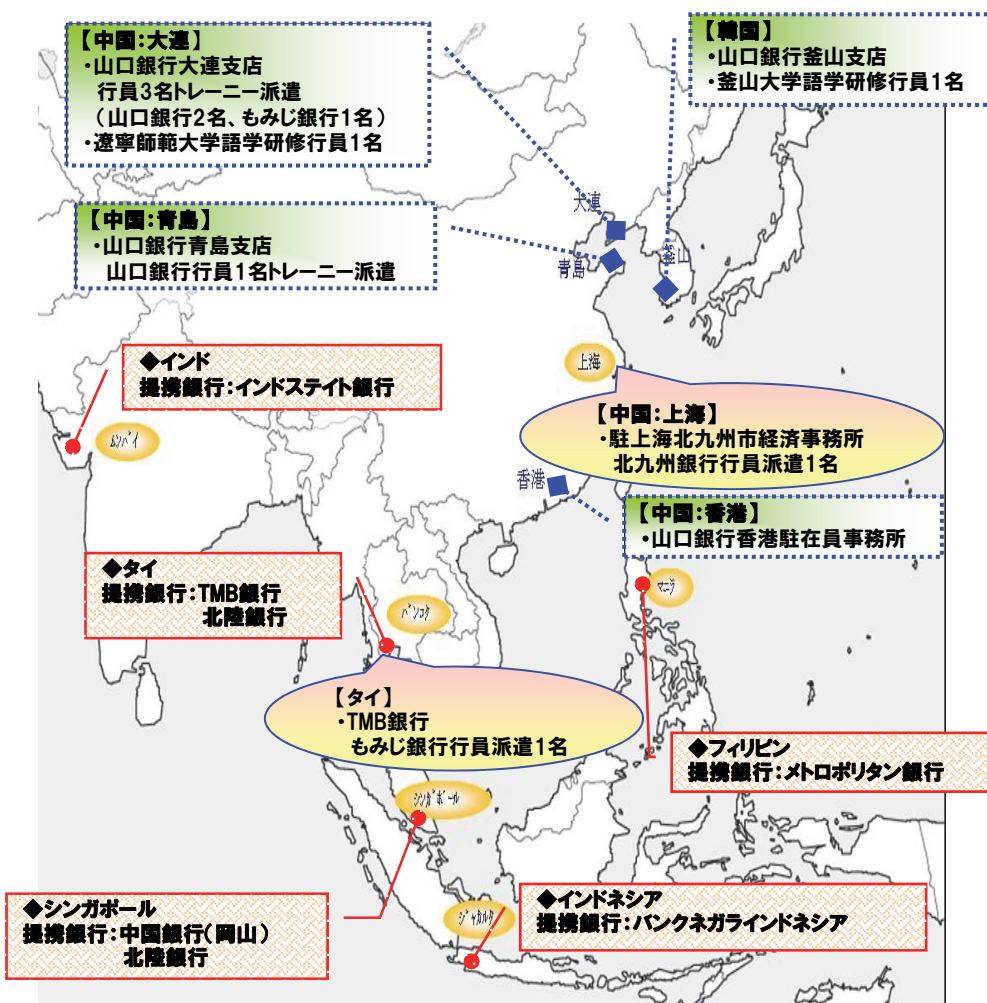 【中国：大連】
・山口銀行大連支店
行員3名トレーニー派遣
（山口銀行2名、もみじ銀行1名）
・遼寧師範大学語学研修行員1名
【韓国】
・山口銀行釜山支店
・釜山大学語学研修行員1名
大連
【中国：青島】
・山口銀行青島支店
山口銀行行員1名トレーニー派遣
青島
釜山
上海
◆インド
提携銀行：インドステイト銀行
ムンバイ
【中国：上海】
・駐上海北九州市経済事務所
北九州銀行行員派遣1名
香港
【中国：香港】
・山口銀行香港駐在員事務所
◆タイ
提携銀行：TMB銀行
北陸銀行
バンコク
マニラ
【タイ】
・TMB銀行
もみじ銀行行員派遣1名
◆フィリピン
提携銀行：メトロポリタン銀行
シンガポール
◆シンガポール
提携銀行：中国銀行（岡山）
北陸銀行
ジャカルタ
◆インドネシア
提携銀行：バンクネガラインドネシア